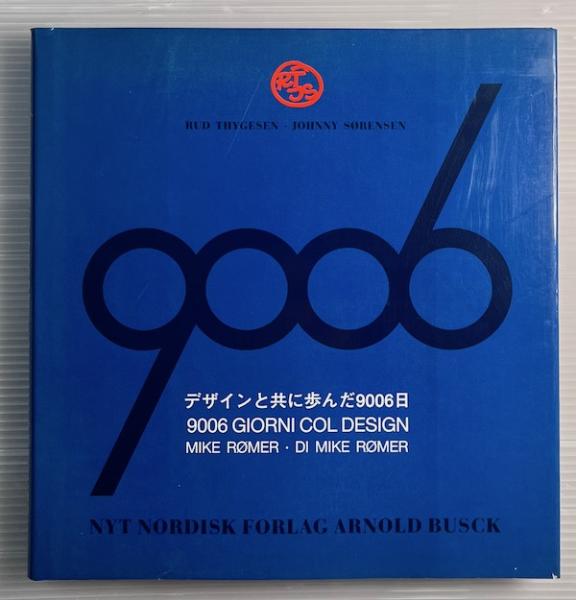 RTJS
RUD THYGESEN · JOHNNY SØRENSEN
9006
デザインと共に歩んだ9006日
9006 GIORNI COL DESIGN
MIKE RØMER · DI MIKE RØMER
NYT NORDISK FORLAG ARNOLD BUSCK